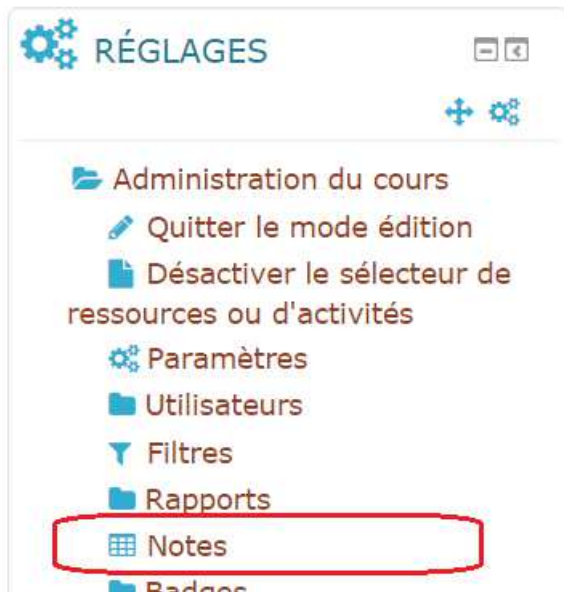 RÉGLAGES
Administration du cours
Quitter le mode édition
Désactiver le sélecteur de
ressources ou d'activités
Paramètres
Utilisateurs
Filtres
Rapports
Notes
Badges